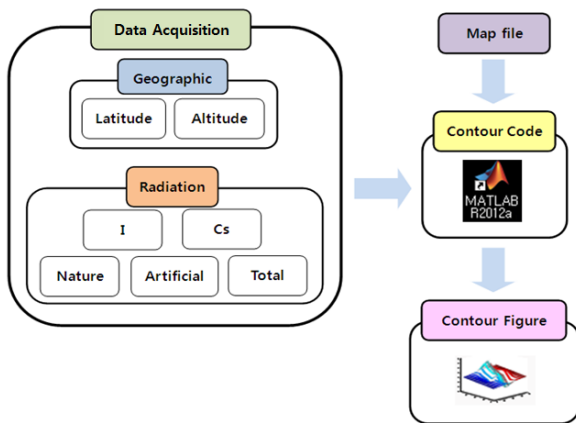 Data Acquisition
Geographic
Latitude
Altitude
Radiation
I
Cs
Nature
Artificial
Total
Map file
Contour Code
MATLAB
R2012a
Contour Figure